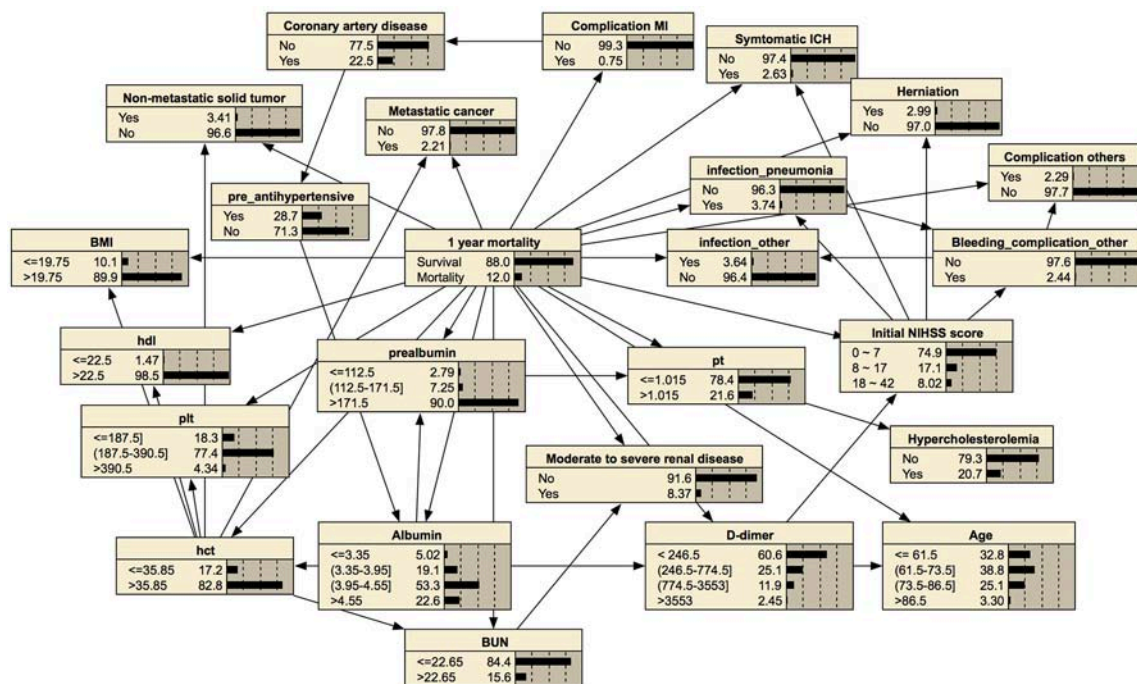 Coronary artery disease
No 77.5
Yes 22.5
Complication MI
No 99.3
Yes 0.75
Symtomatic ICH
No 97.4
Yes 2.63
Non-metastatic solid tumor
Yes 3.41
No 96.6
Metastatic cancer
No 97.8
Yes 2.21
Herniation
Yes 2.99
No 97.0
infection_pneumonia
No 96.3
Yes 3.74
Complication others
Yes 2.29
No 97.7
pre_antihypertensive
Yes 28.7
No 71.3
BMI
<=19.75 10.1
>19.75 89.9
1 year mortality
Survival 88.0
Mortality 12.0
infection_other
Yes 3.64
No 96.4
Bleeding_complication_other
No 97.6
Yes 2.44
hdl
<=22.5 1.47
>22.5 98.5
prealbumin
<=112.5 2.79
(112.5-171.5] 7.25
>171.5 90.0
pt
<=1.015 78.4
>1.015 21.6
Initial NIHSS score
0 ~ 7 74.9
8 ~ 17 17.1
18 ~ 42 8.02
plt
<=187.5] 18.3
(187.5-390.5] 77.4
>390.5 4.34
Hypercholesterolemia
No 79.3
Yes 20.7
Moderate to severe renal disease
No 91.6
Yes 8.37
hct
<=35.85 17.2
>35.85 82.8
Albumin
<=3.35 5.02
(3.35-3.95] 19.1
(3.95-4.55] 53.3
>4.55 22.6
D-dimer
< 246.5 60.6
(246.5-774.5] 25.1
(774.5-3553] 11.9
>3553 2.45
Age
<= 61.5 32.8
(61.5-73.5] 38.8
(73.5-86.5] 25.1
>86.5 3.30
BUN
<=22.65 84.4
>22.65 15.6